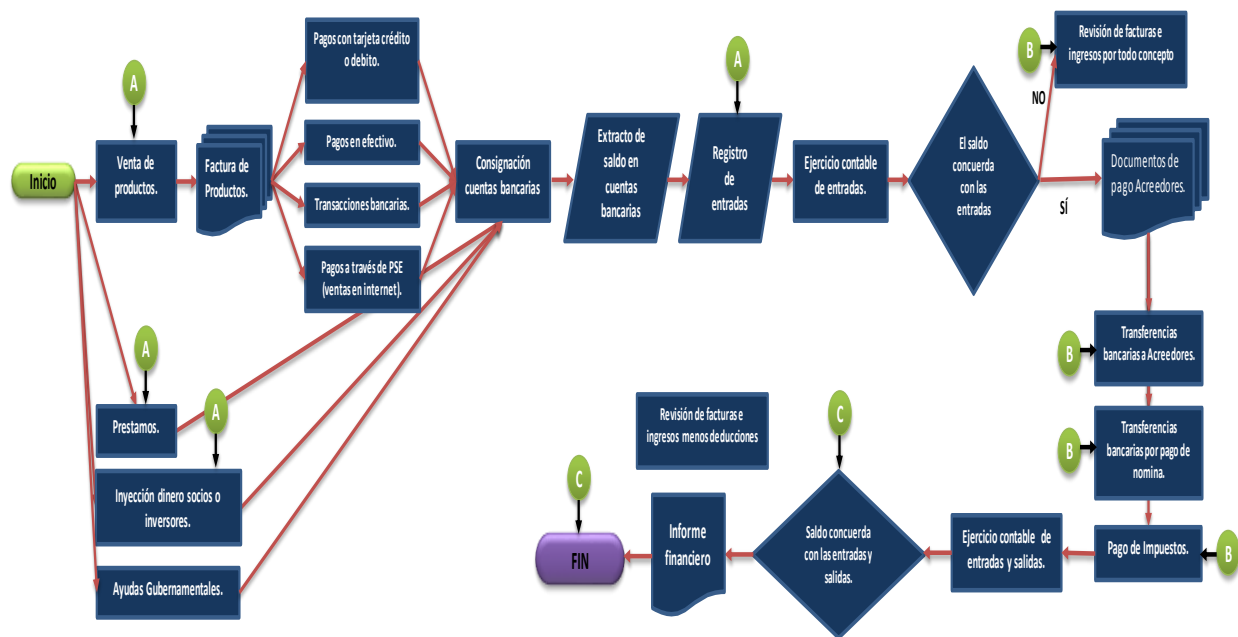 Inicio
A
Venta de
productos.
Factura de
Productos.
Pagos con tarjeta crédito
o debito.
Pagos en efectivo.
Transacciones bancarias.
Pagos a través de PSE
(ventas en internet).
Consignación
cuentas bancarias
Extracto de
saldo en
cuentas
bancarias
A
Registro
de
entradas
Ejercicio contable
de entradas.
El saldo
concuerda
con las
entradas
NO
B
Revisión de facturas e
ingresos por todo concepto
SÍ
Documentos de
pago Acreedores.
A
Prestamos.
A
Inyección dinero socios o
inversores.
Ayudas Gubernamentales.
B
Transferencias
bancarias a Acreedores.
B
Transferencias
bancarias por pago de
nomina.
Pago de Impuestos.
B
Ejercicio contable de
entradas y salidas.
C
Saldo concuerda
con las entradas y
salidas.
Revisión de facturas e
ingresos menos deducciones
Informe
financiero
C
FIN